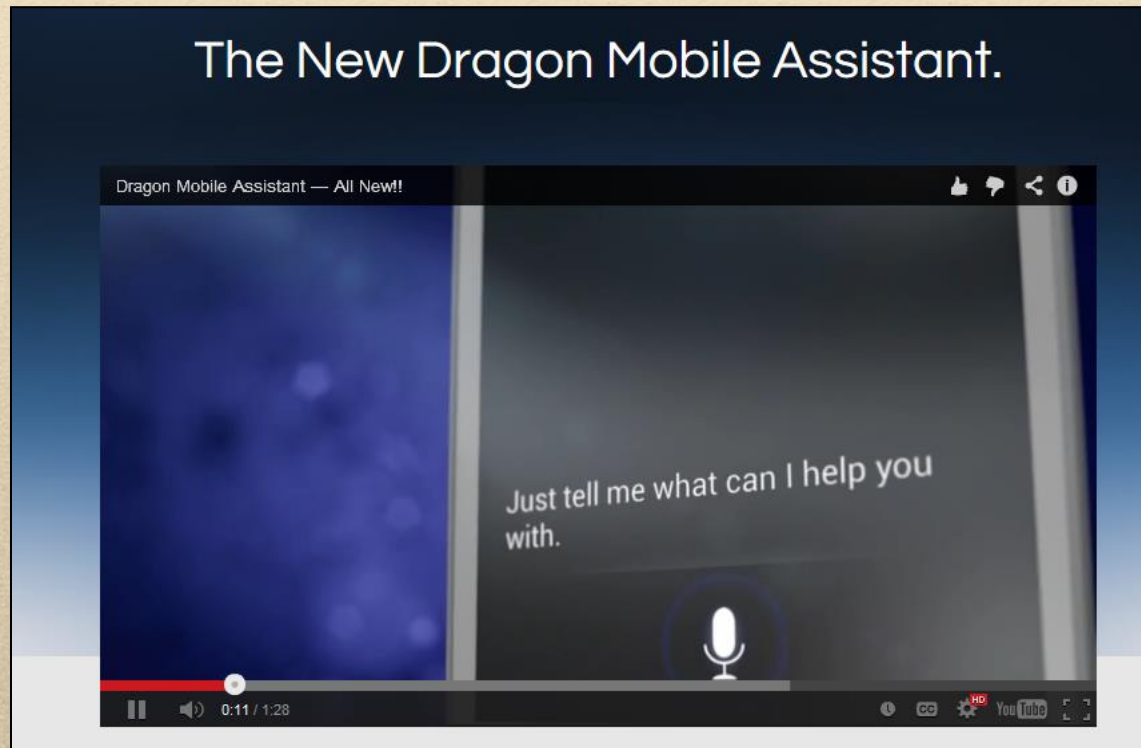 The New Dragon Mobile Assistant.
Dragon Mobile Assistant — All New!!
Just tell me what can I help you
with.
0:11 / 1:28
CC
HD
YouTube